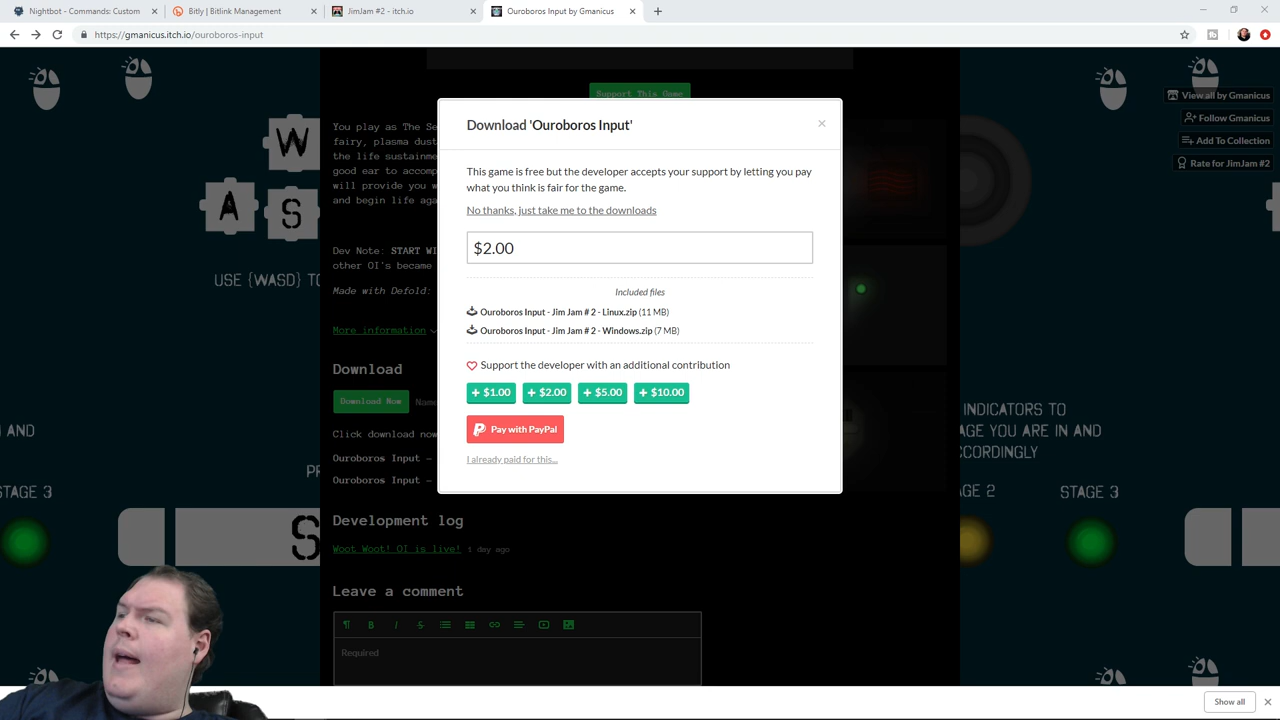 Nightbot - Commands: Custom
Bitly | Bitlink Management
JimJam #2 - itch.io
Ouroboros Input by Gmanicus
https://gmanicus.itch.io/ouroboros-input
Support This Game
View all by Gmanicus
Follow Gmanicus
Add To Collection
Rate for JimJam #2
W
A
S
USE {WASD} TO
You play as The Se
fairy, plasma dust
the life sustainme
good ear to accomp
will provide you w
and begin life aga
Dev Note: START WI
other OI's became
Made with Defold:
More information
Download
Download Now
Name
Click download now
Ouroboros Input –
Ouroboros Input –
Download 'Ouroboros Input'
This game is free but the developer accepts your support by letting you pay
what you think is fair for the game.
No thanks, just take me to the downloads
$2.00
Included files
Ouroboros Input - Jim Jam # 2 - Linux.zip (11 MB)
Ouroboros Input - Jim Jam # 2 - Windows.zip (7 MB)
Support the developer with an additional contribution
+ $1.00
+ $2.00
+ $5.00
+ $10.00
Pay with PayPal
I already paid for this...
INDICATORS TO
AGE YOU ARE IN AND
CCORDINGLY
AND
PR
STAGE 3
GE 2
STAGE 3
S
Development log
Woot Woot! OI is live! 1 day ago
Leave a comment
Required
Show all